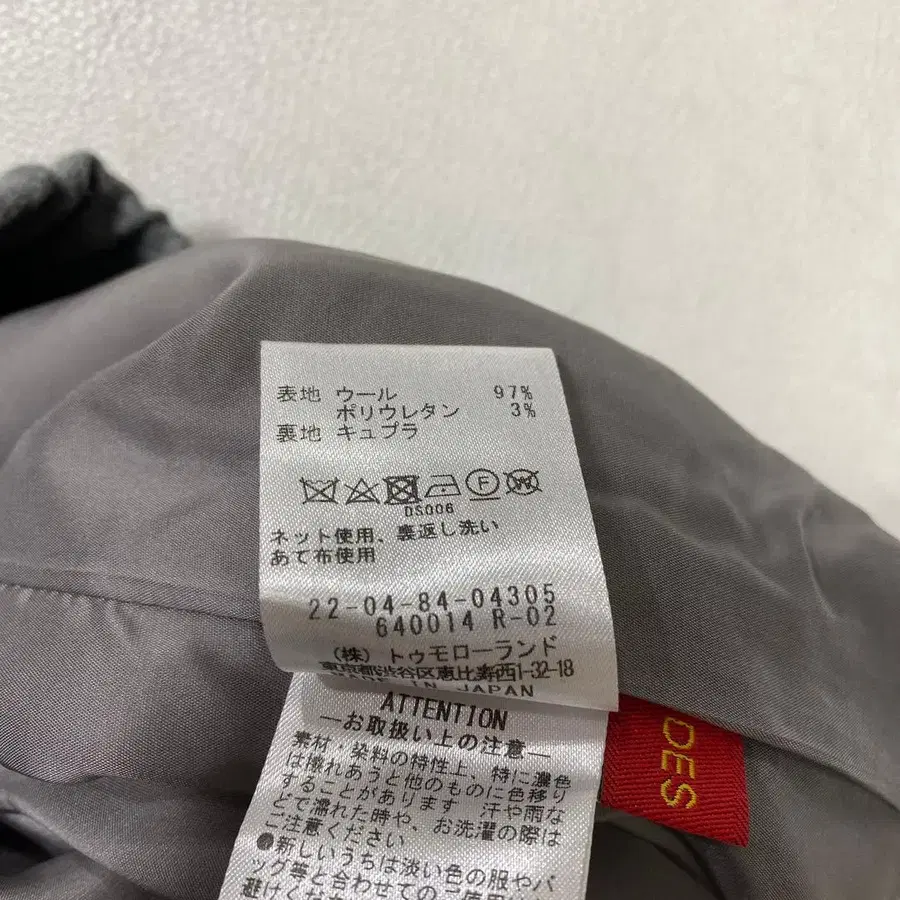 表地 ウール 97%
ポリウレタン 3%
裏地 キュプラ
F W
DS006
ネット使用、裏返し洗い
あて布使用
22-04-84-04305
640014 R-02
(株) トゥモローランド
東京都渋谷区恵比寿西1-32-18
MADE IN JAPAN
ATTENTION
―お取扱い上の注意―
素材・染料の特性上、特に濃色
は擦れあうと他のものに色移り
することがあります 汗や雨な
どで濡れた時や、お洗濯の際は
ご注意ください
●新しいうちは淡い色の服やバ
ッグ等と合わせてのご使用は
避けくだ
DES